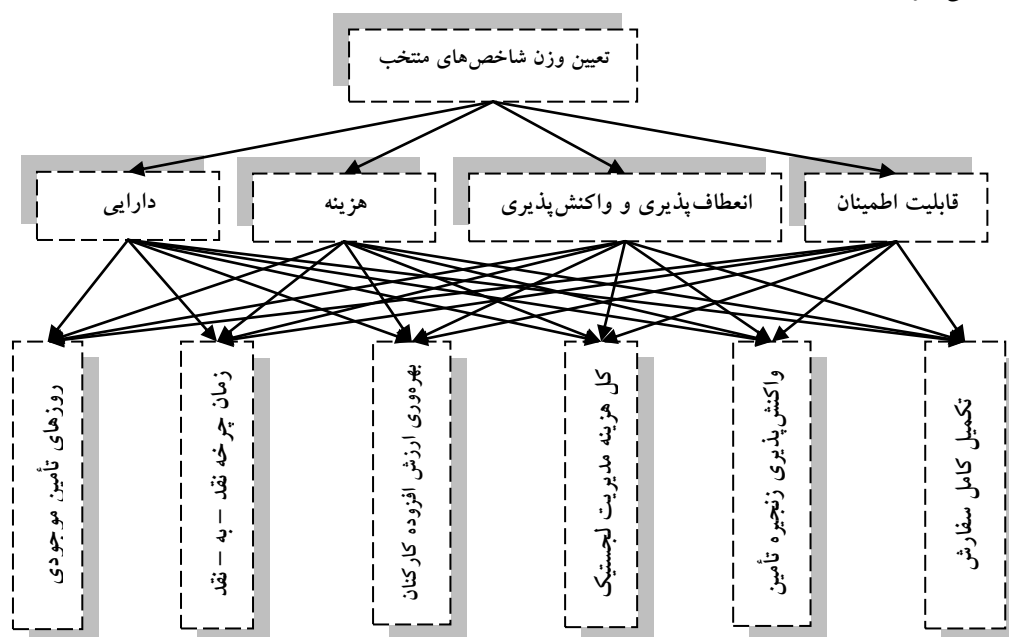 تعیین وزن شاخص‌های منتخب
قابلیت اطمینان
انعطاف‌پذیری و واکنش‌پذیری
هزینه
دارایی
تکمیل کامل سفارش
واکنش‌پذیری زنجیره تأمین
کل هزینه مدیریت لجستیک
بهره‌وری ارزش افزوده کارکنان
زمان چرخه نقد – به – نقد
روزهای تأمین موجودی